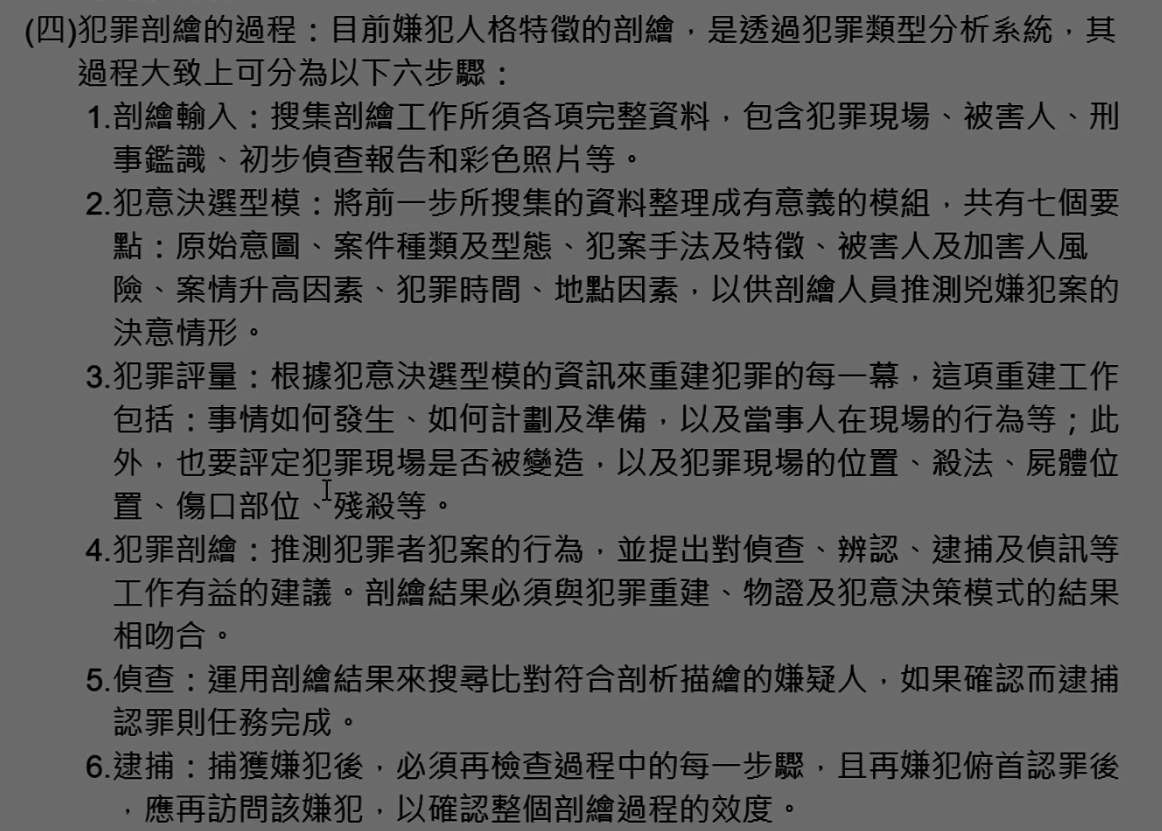 (四)犯罪剖繪的過程：目前嫌犯人格特徵的剖繪，是透過犯罪類型分析系統，其
過程大致上可分為以下六步驟：
1.剖繪輸入：搜集剖繪工作所須各項完整資料，包含犯罪現場、被害人、刑
事鑑識、初步偵查報告和彩色照片等。
2.犯意決選型模：將前一步所搜集的資料整理成有意義的模組，共有七個要
點：原始意圖、案件種類及型態、犯案手法及特徵、被害人及加害人風
險、案情升高因素、犯罪時間、地點因素，以供剖繪人員推測兇嫌犯案的
決意情形。
3.犯罪評量：根據犯意決選型模的資訊來重建犯罪的每一幕，這項重建工作
包括：事情如何發生、如何計劃及準備，以及當事人在現場的行為等；此
外，也要評定犯罪現場是否被變造，以及犯罪現場的位置、殺法、屍體位
置、傷口部位、殘殺等。
4.犯罪剖繪：推測犯罪者犯案的行為，並提出對偵查、辨認、逮捕及偵訊等
工作有益的建議。剖繪結果必須與犯罪重建、物證及犯意決策模式的結果
相吻合。
5.偵查：運用剖繪結果來搜尋比對符合剖析描繪的嫌疑人，如果確認而逮捕
認罪則任務完成。
6.逮捕：捕獲嫌犯後，必須再檢查過程中的每一步驟，且再嫌犯俯首認罪後
，應再訪問該嫌犯，以確認整個剖繪過程的效度。